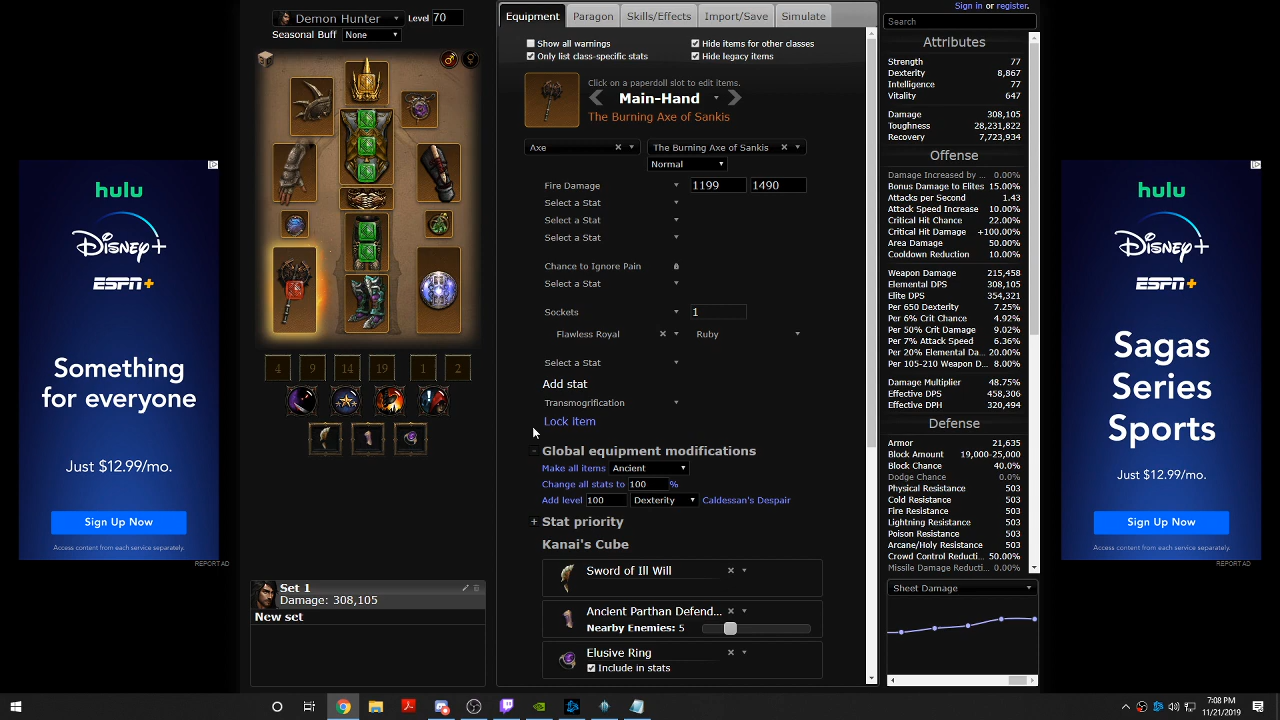 Demon Hunter
Level 70
Seasonal Buff None
4 9 14 19 1 2
Set 1
Damage: 308,105
New set
hulu
Disney+
ESPN+
Something
for everyone
Just $12.99/mo.
Sign Up Now
Access content from each service separately.
REPORT AD
Equipment Paragon Skills/Effects Import/Save Simulate
Show all warnings Hide items for other classes
Only list class-specific stats Hide legacy items
Click on a paperdoll slot to edit items.
Main-Hand
The Burning Axe of Sankis
Axe The Burning Axe of Sankis
Normal
Fire Damage 1199 1490
Select a Stat
Select a Stat
Select a Stat
Chance to Ignore Pain
Select a Stat
Sockets 1
Flawless Royal Ruby
Select a Stat
Add stat
Transmogrification
Lock Item
- Global equipment modifications
Make all items Ancient
Change all stats to 100 %
Add level 100 Dexterity Caldessan's Despair
+ Stat priority
Kanai's Cube
Sword of Ill Will
Ancient Parthan Defend...
Nearby Enemies: 5
Elusive Ring
Include in stats
Sign in or register.
Search
Attributes
Strength 77
Dexterity 8,867
Intelligence 77
Vitality 647
Damage 308,105
Toughness 28,231,822
Recovery 7,723,934
Offense
Damage Increased by ... 0.00%
Bonus Damage to Elites 15.00%
Attacks per Second 1.43
Attack Speed Increase 10.00%
Critical Hit Chance 22.00%
Critical Hit Damage +100.00%
Area Damage 50.00%
Cooldown Reduction 10.00%
Weapon Damage 215,458
Elemental DPS 308,105
Elite DPS 354,321
Per 650 Dexterity 7.25%
Per 6% Crit Chance 4.92%
Per 50% Crit Damage 9.02%
Per 7% Attack Speed 6.36%
Per 20% Elemental Da... 20.00%
Per 105-210 Weapon D... 8.00%
Damage Multiplier 48.75%
Effective DPS 458,306
Effective DPH 320,494
Defense
Armor 21,635
Block Amount 19,000-25,000
Block Chance 40.0%
Dodge Chance 0.0%
Physical Resistance 503
Cold Resistance 503
Fire Resistance 503
Lightning Resistance 503
Poison Resistance 503
Arcane/Holy Resistance 503
Crowd Control Reducti... 50.00%
Missile Damage Reducti... 0.00%
Sheet Damage
hulu
Disney+
ESPN+
Sagas
Series
Sports
Just $12.99/mo.
Sign Up Now
Access content from each service separately.
REPORT AD
7:08 PM
11/21/2019